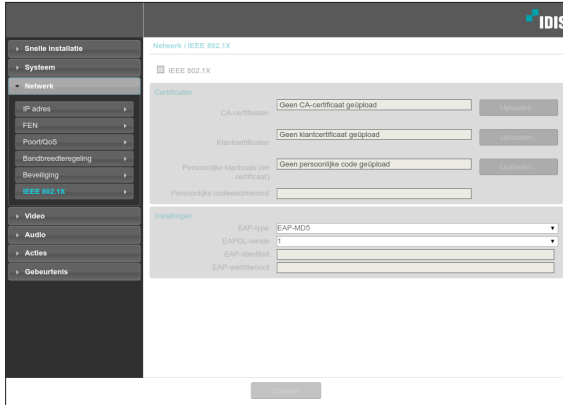 IDIS
Snelle installatie
Systeem
Netwerk
IP adres
FEN
Poort/QoS
Bandbreedteregeling
Beveiliging
IEEE 802.1X
Video
Audio
Acties
Gebeurtenis
Netwerk / IEEE 802.1X
IEEE 802.1X
Certificaten
CA-certificaten
Geen CA-certificaat geüpload
Uploaden...
Klantcertificaten
Geen klantcertificaat geüpload
Uploaden...
Persoonlijke klantcode (en
certificaat)
Geen persoonlijke code geüpload
Uploaden...
Persoonlijke codewachtwoord
Instellingen
EAP-type EAP-MD5
EAPOL-versie 1
EAP-identiteit
EAP-wachtwoord